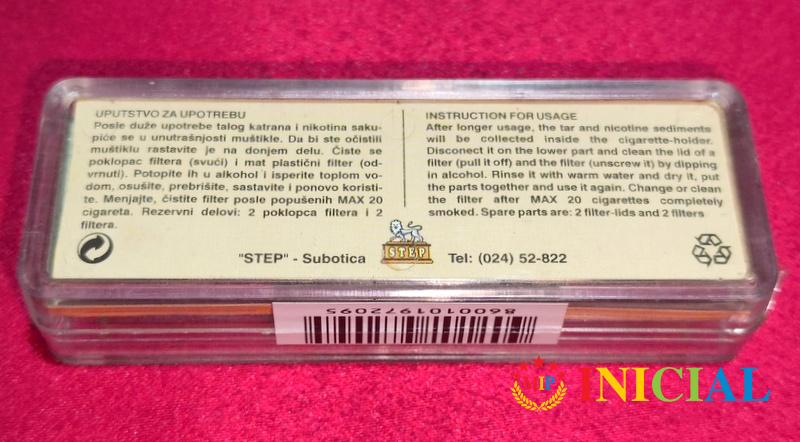 UPUTSTVO ZA UPOTREBU
Posle duže upotrebe talog katrana i nikotina saku-
piće se u unutrašnjosti muštikle. Da bi ste očistili
muštiklu rastavite je na donjem delu. Čiste se
poklopac filtera (svući) i mat plastični filter (od-
vrnuti). Potopite ih u alkohol i isperite toplom vo-
dom, osušite, prebrišite, sastavite i ponovo koristi-
te. Menjajte, čistite filter posle popušenih MAX 20
cigareta. Rezervni delovi: 2 poklopca filtera i 2
filtera.
INSTRUCTION FOR USAGE
After longer usage, the tar and nicotine sediments
will be collected inside the cigarette-holder.
Disconect it on the lower part and clean the lid of a
filter (pull it off) and the filter (unscrew it) by dipping
in alcohol. Rinse it with warm water and dry it, put
the parts together and use it again. Change or clean
the filter after MAX 20 cigarettes completely
smoked. Spare parts are: 2 filter-lids and 2 filters
"STEP" - Subotica
STEP
Tel: (024) 52-822
8600101972095
IP
INICIAL